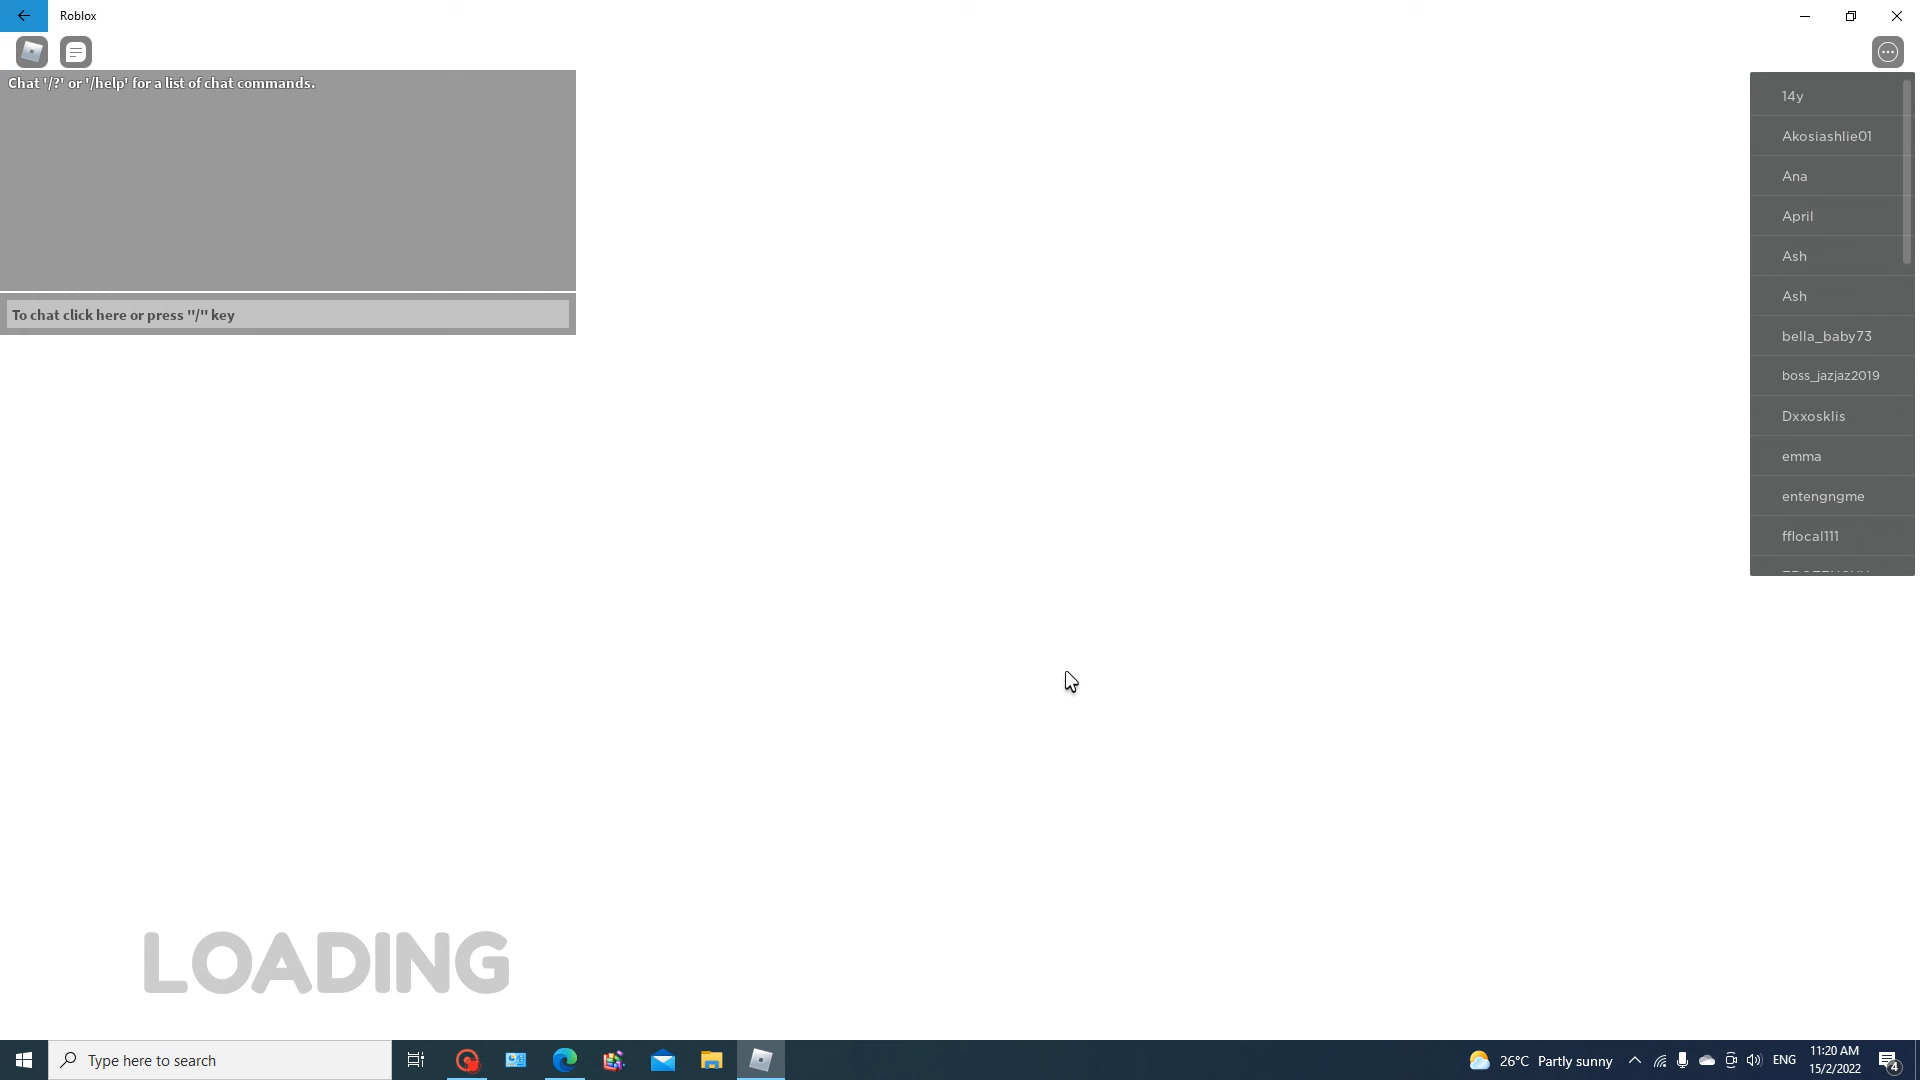 Roblox
Chat '/?' or '/help' for a list of chat commands.
To chat click here or press "/" key
14y
Akosiashlie01
Ana
April
Ash
Ash
bella_baby73
boss_jazjaz2019
Dxxosklis
emma
entengngme
fflocal111
LOADING
Type here to search
26°C Partly sunny
ENG
11:20 AM
15/2/2022
4